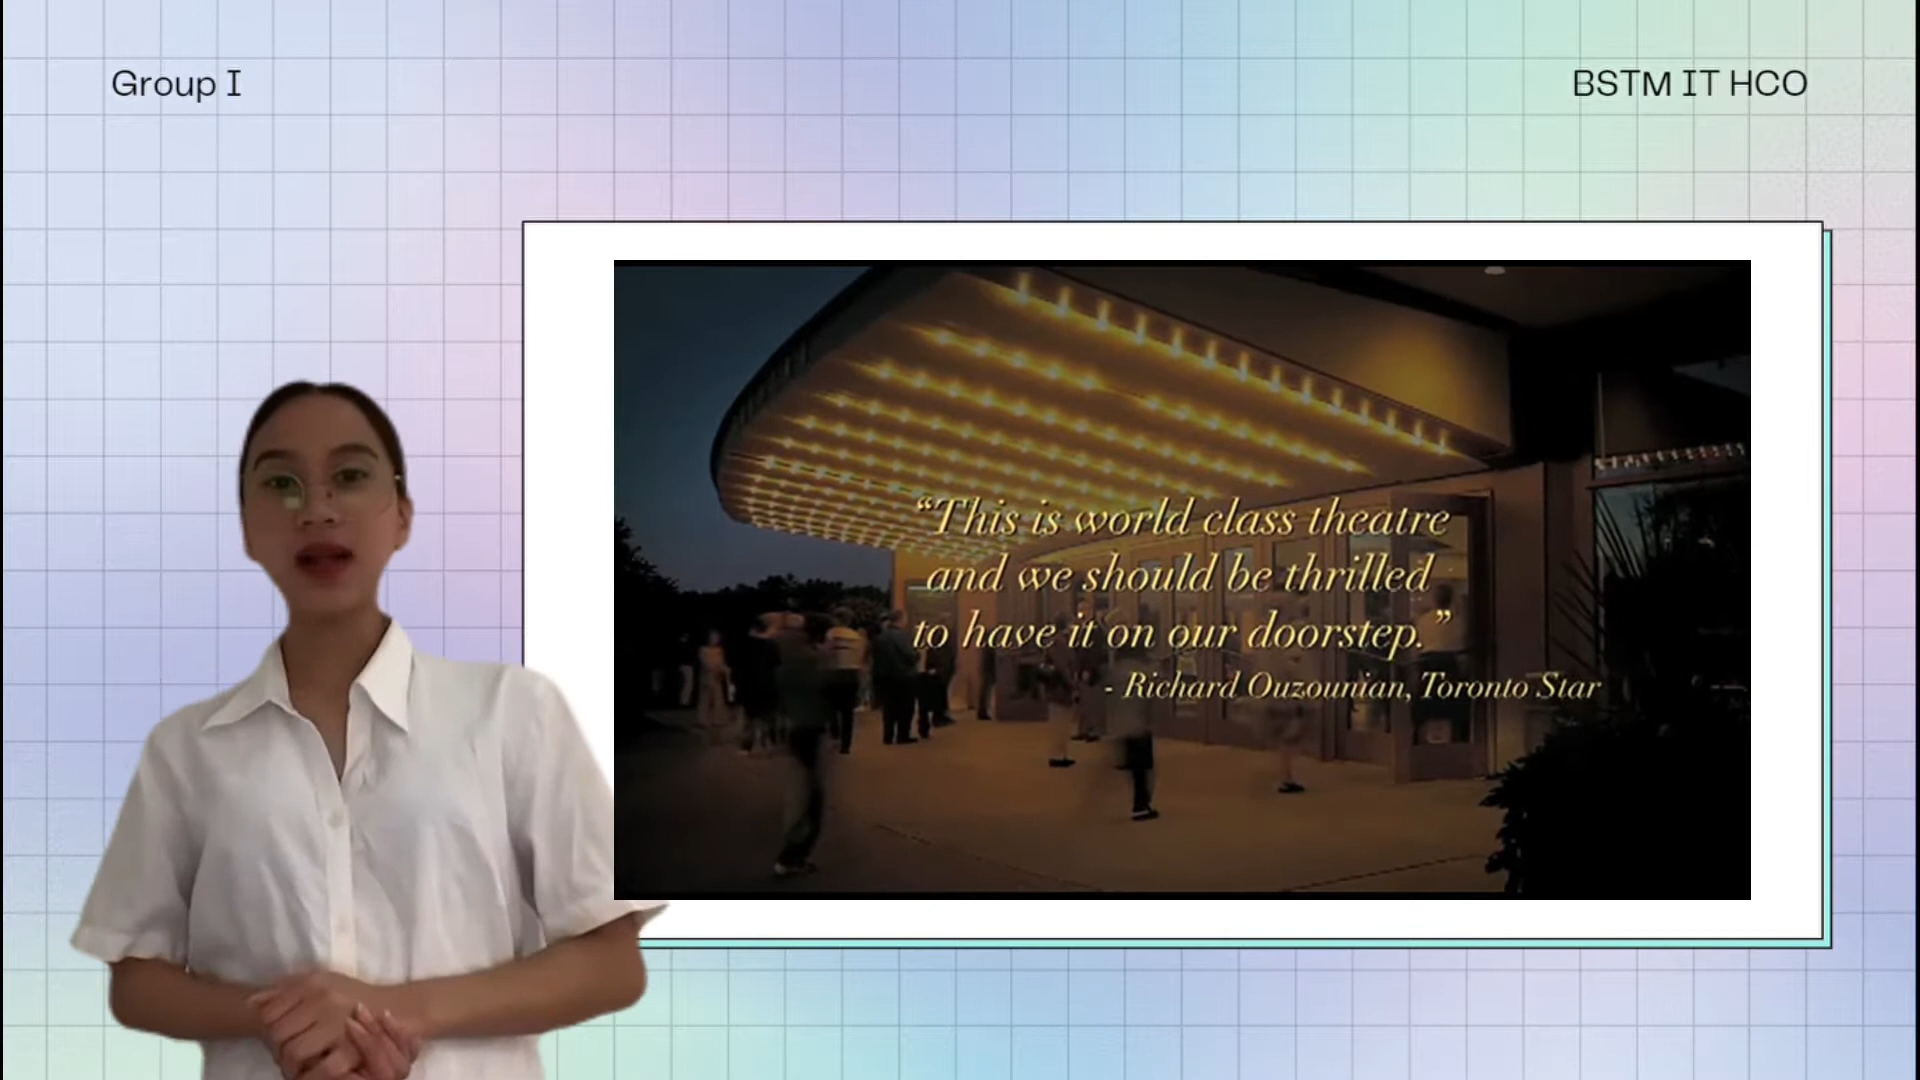 Group I
BSTM IT HCO
“This is world class theatre
and we should be thrilled
to have it on our doorstep.”
- Richard Ouzounian, Toronto Star